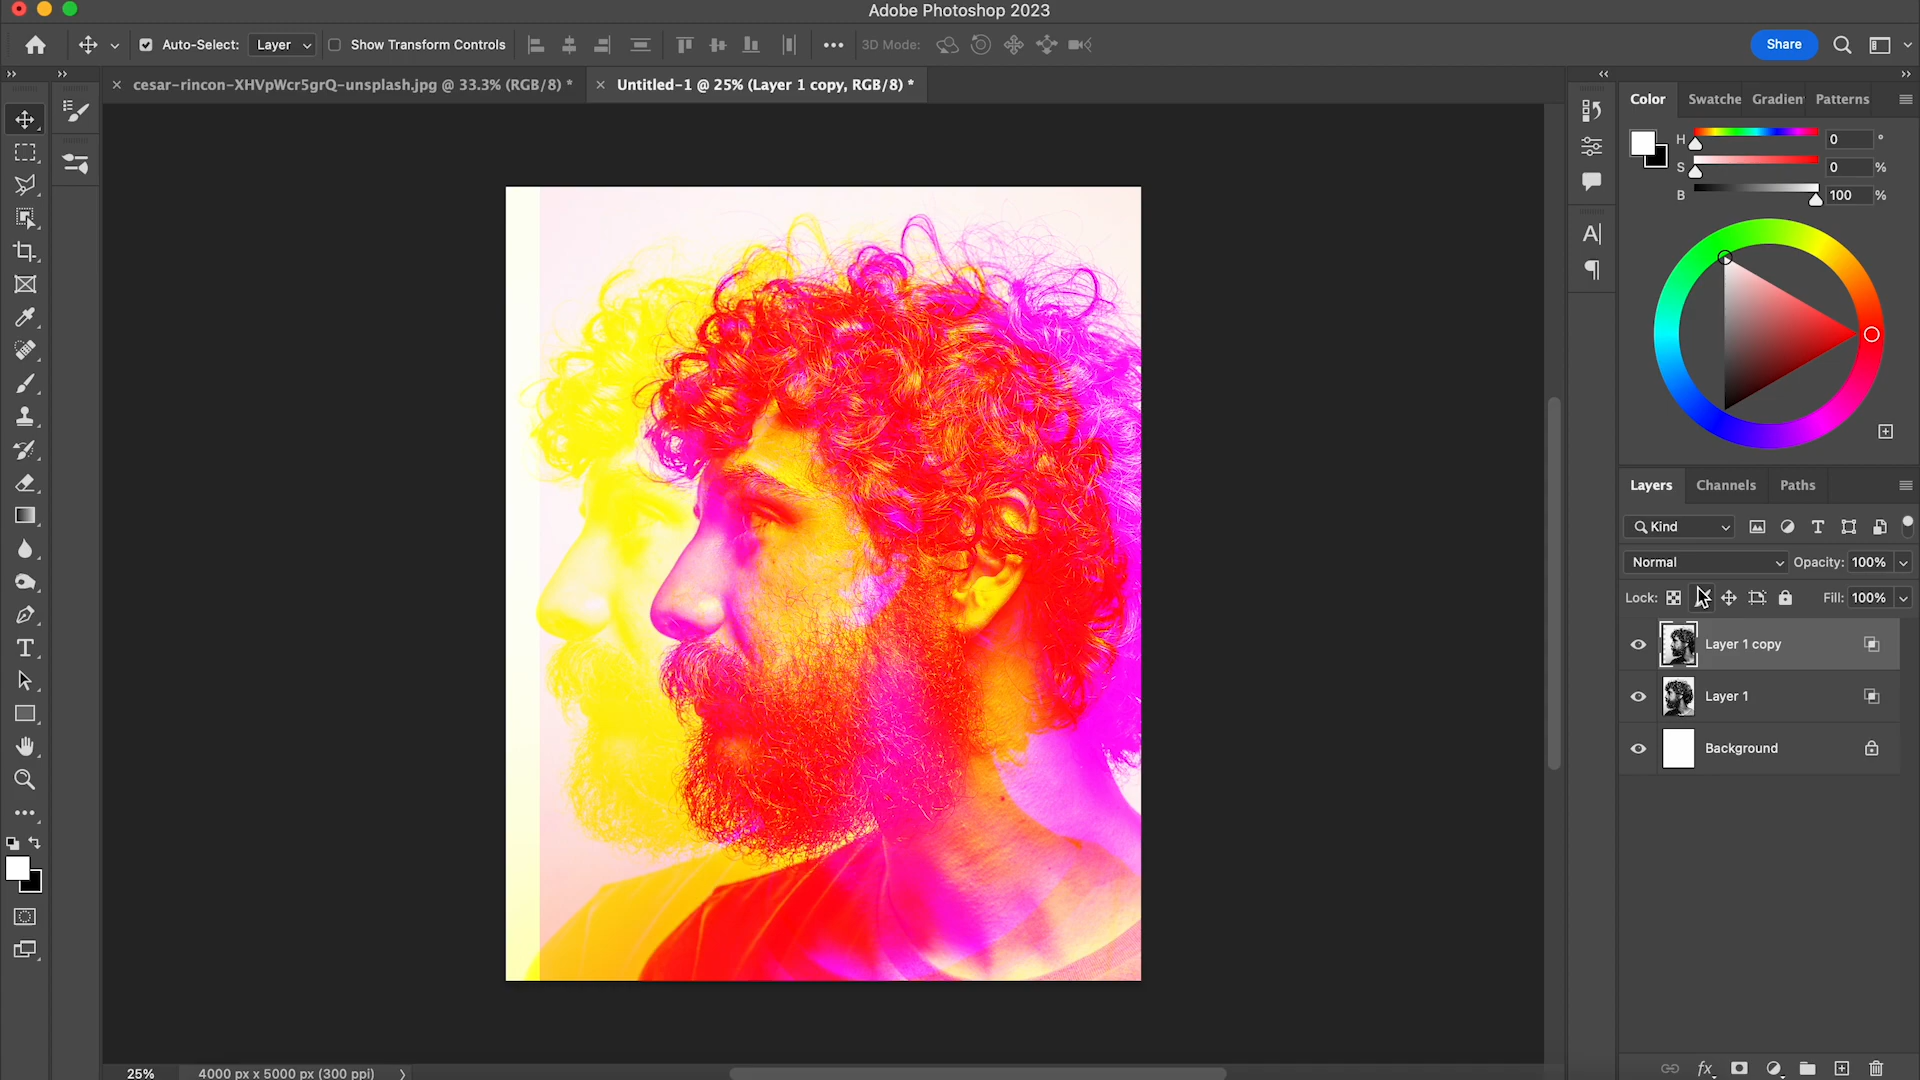 Adobe Photoshop 2023
Auto-Select: Layer Show Transform Controls 3D Mode: Share
cesar-rincon-XHVpWcr5grQ-unsplash.jpg @ 33.3% (RGB/8) *
Untitled-1 @ 25% (Layer 1 copy, RGB/8) *
Color Swatche Gradien Patterns
H 0 °
S 0 %
B 100 %
Layers Channels Paths
Kind
Normal Opacity: 100%
Lock: Fill: 100%
Layer 1 copy
Layer 1
Background
fx
25% 4000 px x 5000 px (300 ppi)